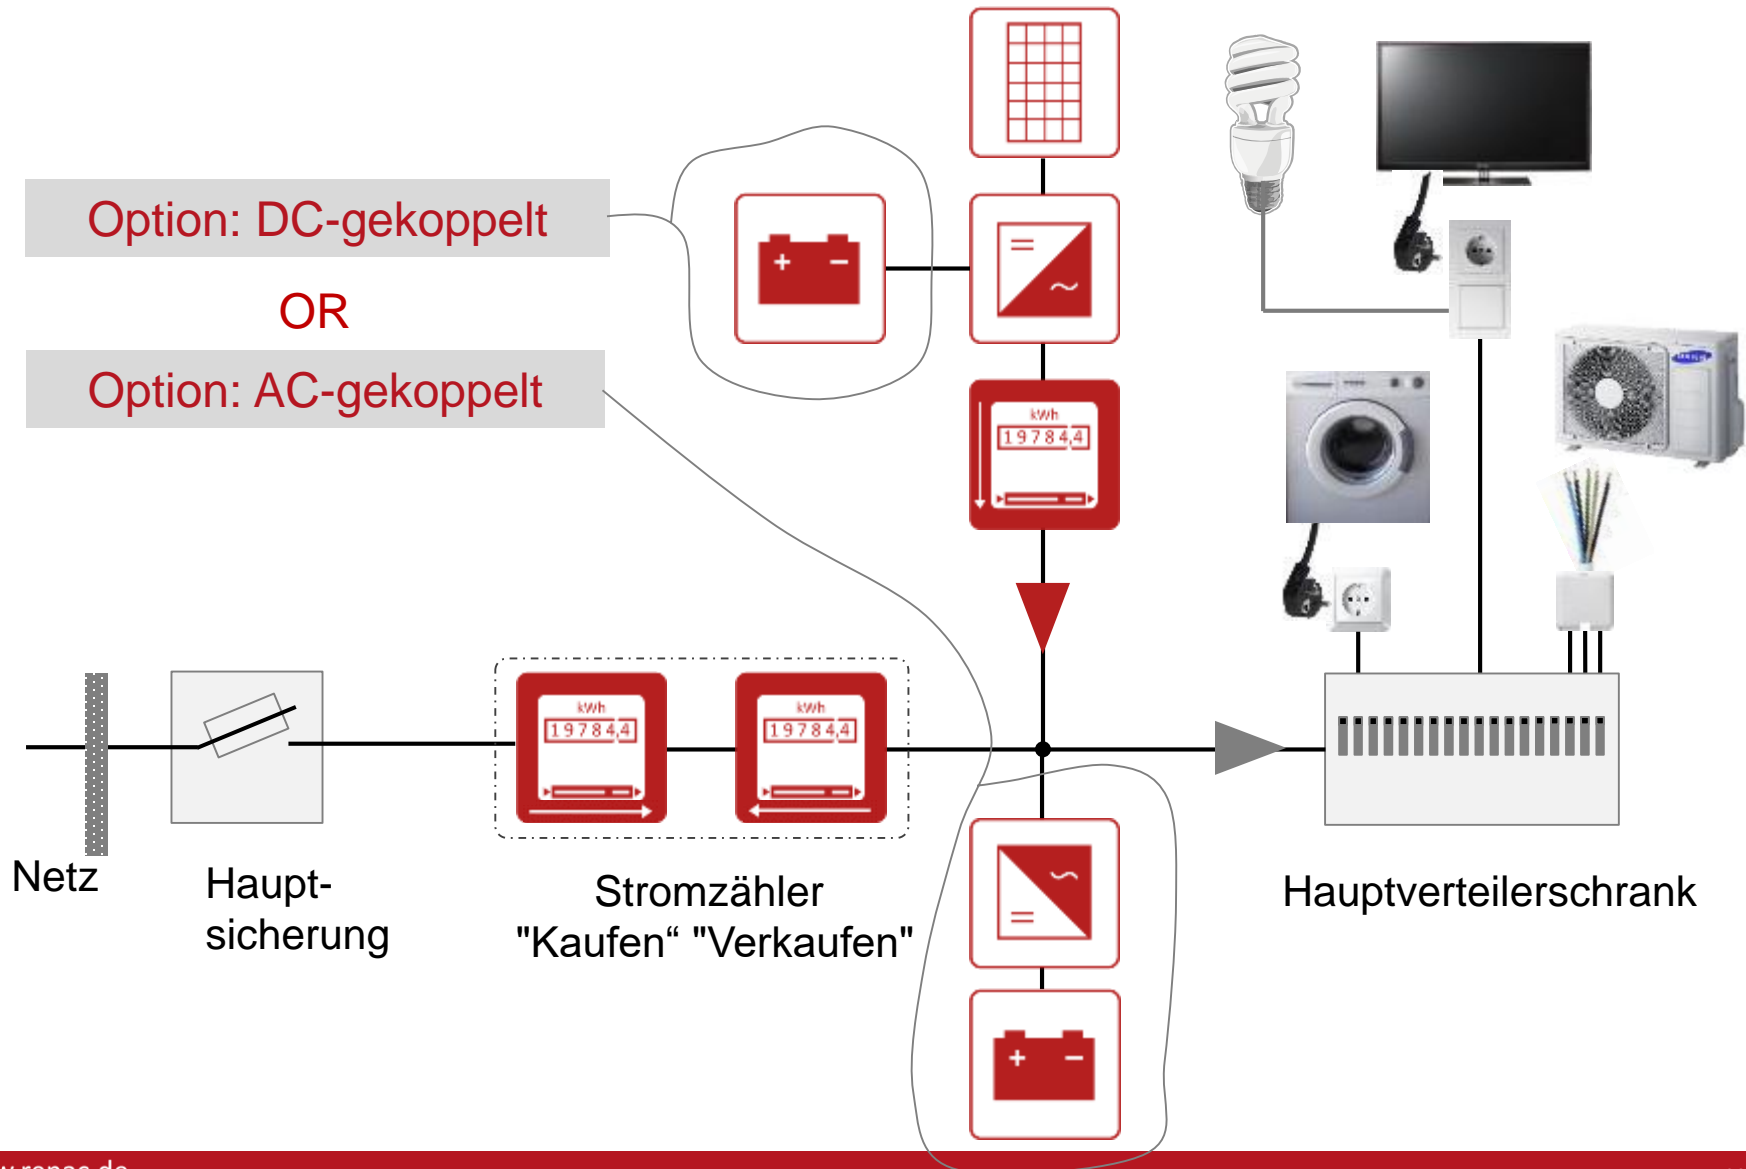 Option: DC-gekoppelt
OR
Option: AC-gekoppelt
kWh
19784,4
kWh
19784,4
kWh
19784,4
Netz
Haupt-
sicherung
Stromzähler
"Kaufen“ "Verkaufen"
Hauptverteilerschrank
SAMSUNG